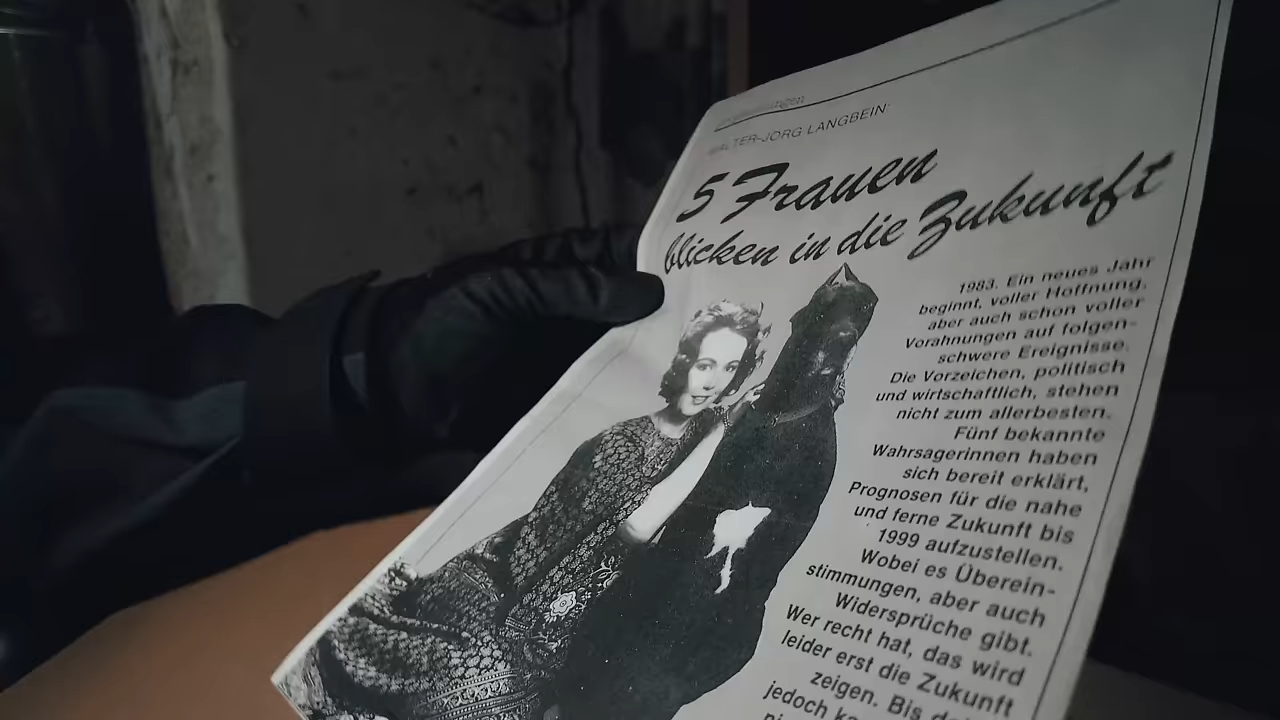 WALTER-JÖRG LANGBEIN:
5 Frauen
blicken in die Zukunft
1983. Ein neues Jahr
beginnt, voller Hoffnung,
aber auch schon voller
Vorahnungen auf folgen-
schwere Ereignisse.
Die Vorzeichen, politisch
und wirtschaftlich, stehen
nicht zum allerbesten.
Fünf bekannte
Wahrsagerinnen haben
sich bereit erklärt,
Prognosen für die nahe
und ferne Zukunft bis
1999 aufzustellen.
Wobei es Überein-
stimmungen, aber auch
Widersprüche gibt.
Wer recht hat, das wird
leider erst die Zukunft
zeigen. Bis
jedoch